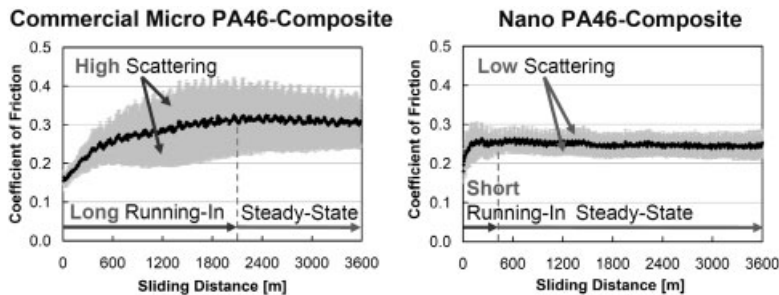 Commercial Micro PA46-Composite
0.5
0.4
0.3
0.2
0.1
0.0
Coefficient of Friction
High Scattering
Long Running-In
Steady-State
0
600
1200
1800
2400
3000
3600
Sliding Distance [m]
Nano PA46-Composite
0.5
0.4
0.3
0.2
0.1
0.0
Coefficient of Friction
Low Scattering
Short
Running-In
Steady-State
0
600
1200
1800
2400
3000
3600
Sliding Distance [m]